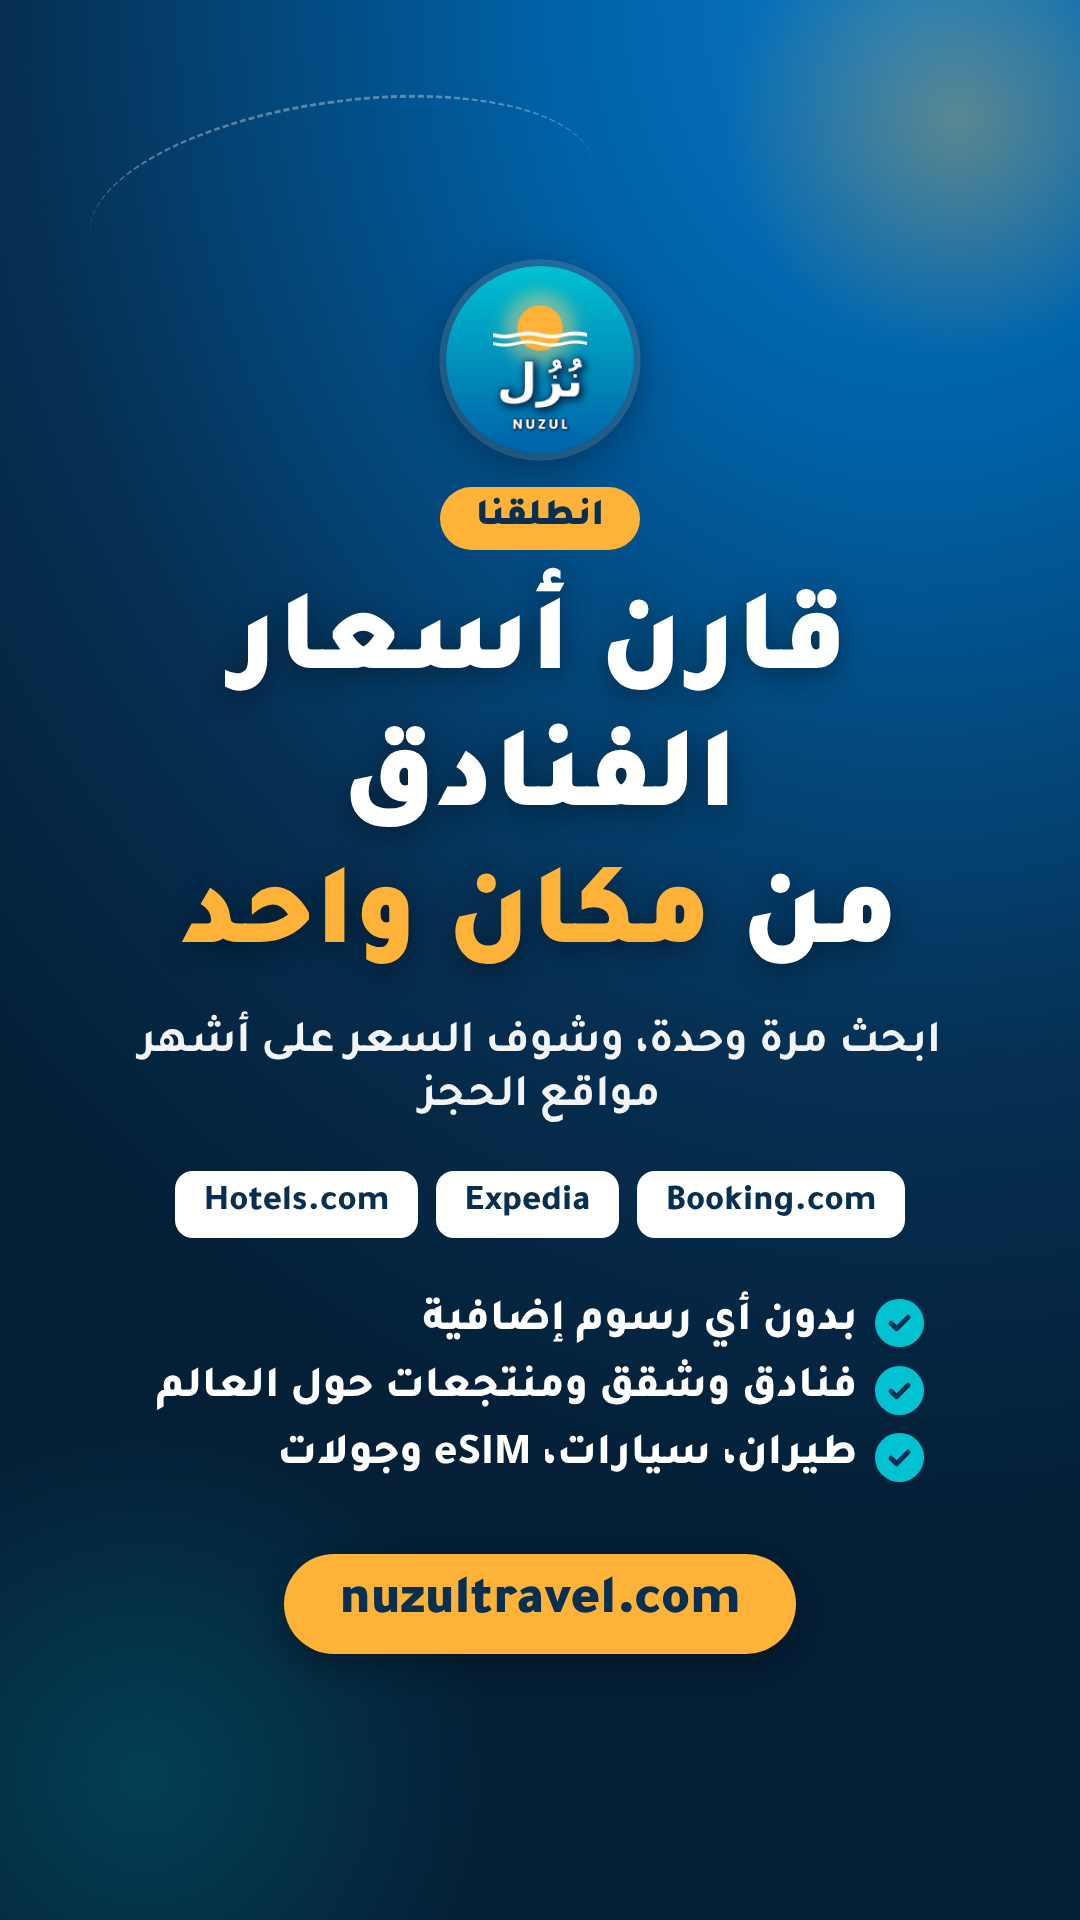 نُزُل
NUZUL
انطلقنا
قارن أسعار
الفنادق
من مكان واحد
ابحث مرة وحدة، وشوف السعر على أشهر
مواقع الحجز
Booking.com Expedia Hotels.com
بدون أي رسوم إضافية
فنادق وشقق ومنتجعات حول العالم
طيران، سيارات، eSIM وجولات
nuzultravel.com